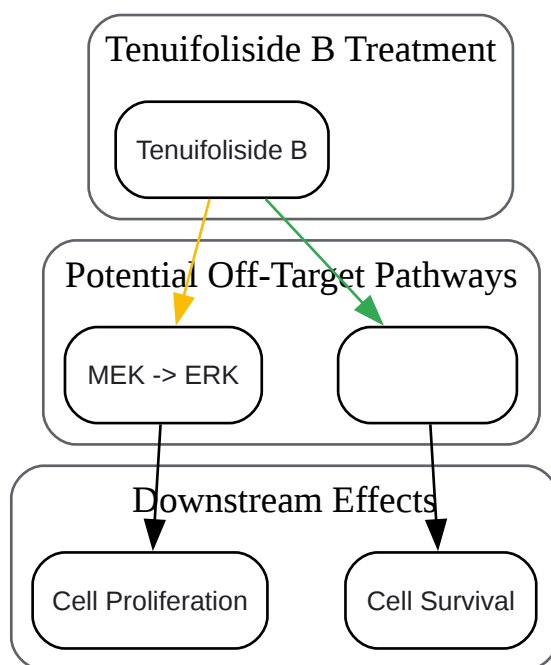 Tenuifoliside B Treatment
Tenuifoliside B
Potential Off-Target Pathways
MEK -> ERK
Downstream Effects
Cell Proliferation
Cell Survival